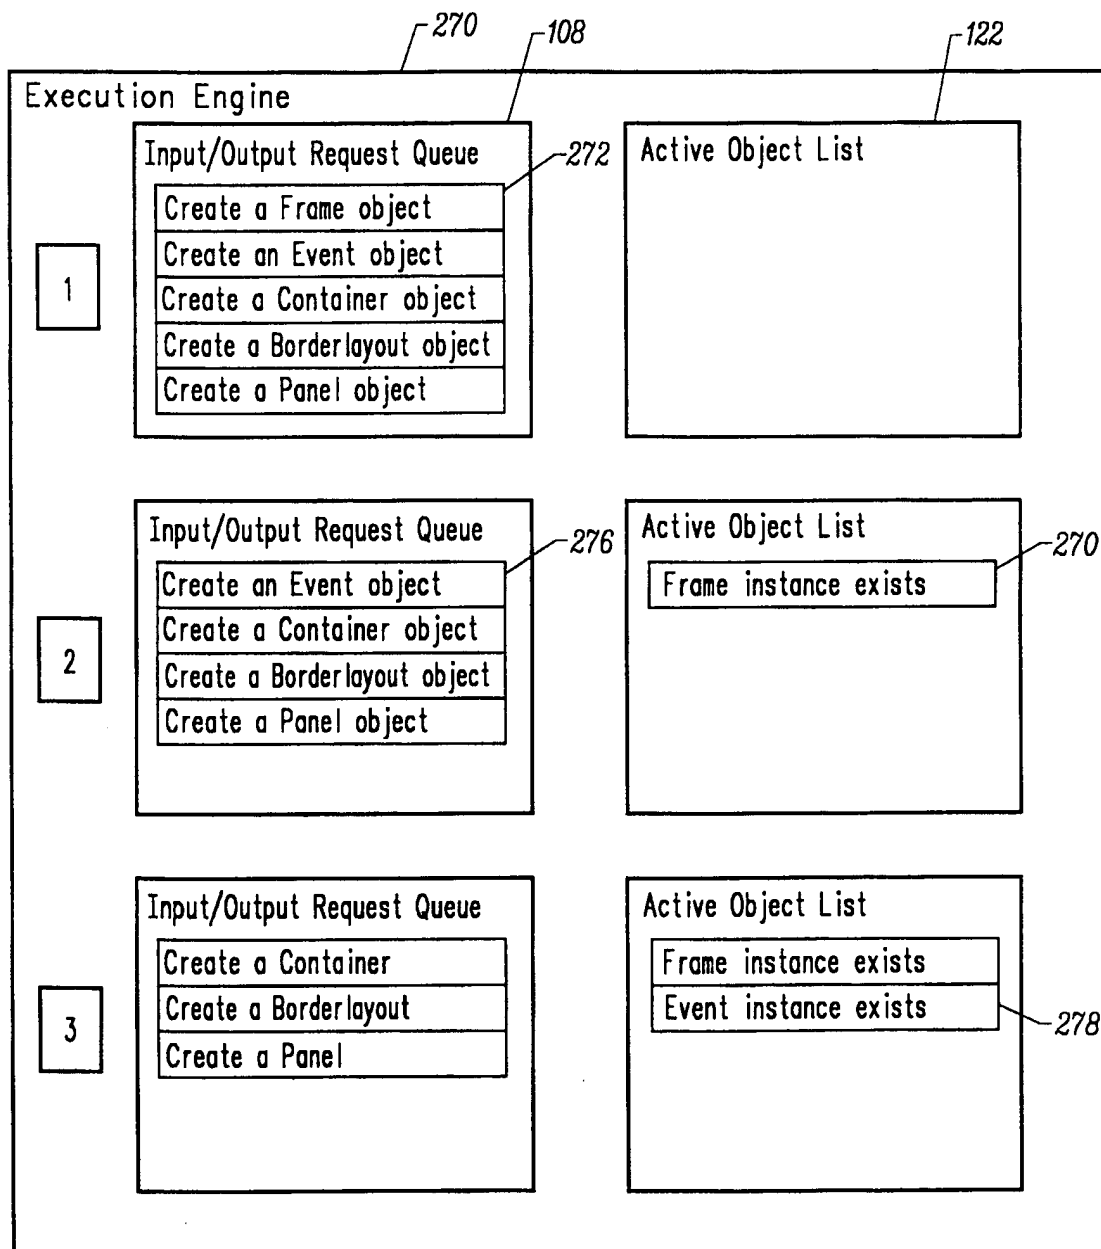 270
108
122
Execution Engine
Input/Output Request Queue
272
Active Object List
1
Create a Frame object
Create an Event object
Create a Container object
Create a Borderlayout object
Create a Panel object
Input/Output Request Queue
276
Active Object List
270
2
Create an Event object
Create a Container object
Create a Borderlayout object
Create a Panel object
Frame instance exists
Input/Output Request Queue
Active Object List
3
Create a Container
Create a Borderlayout
Create a Panel
Frame instance exists
Event instance exists
278